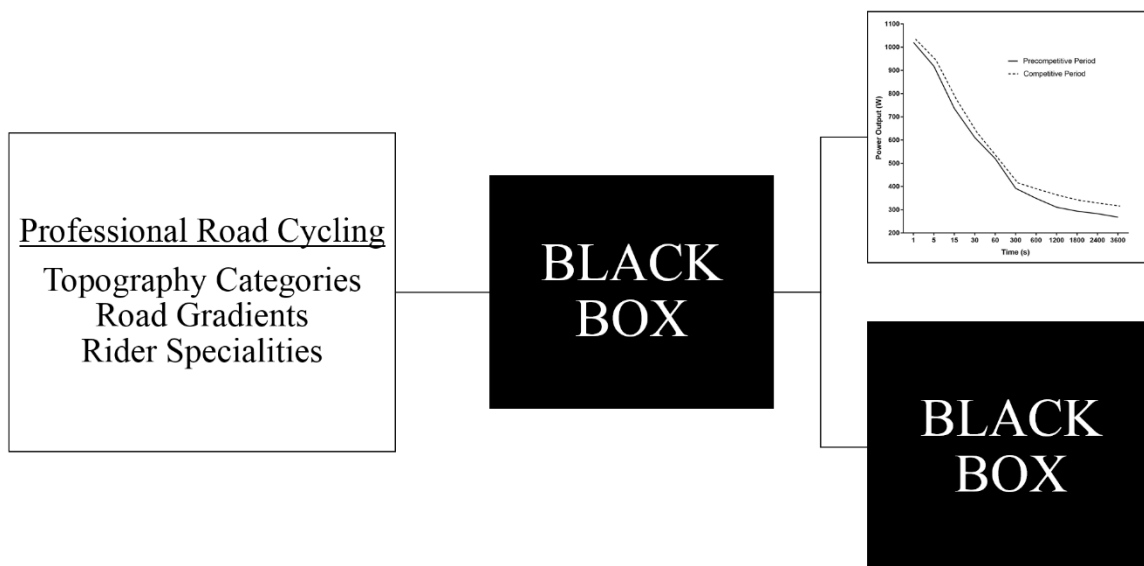 Professional Road Cycling
Topography Categories
Road Gradients
Rider Specialities
BLACK
BOX
1100
1000
900
800
700
600
500
400
300
200
Power Output (W)
Precompetitive Period
Competitive Period
1 5 15 30 60 300 600 1200 1800 2400 3600
Time (s)
BLACK
BOX